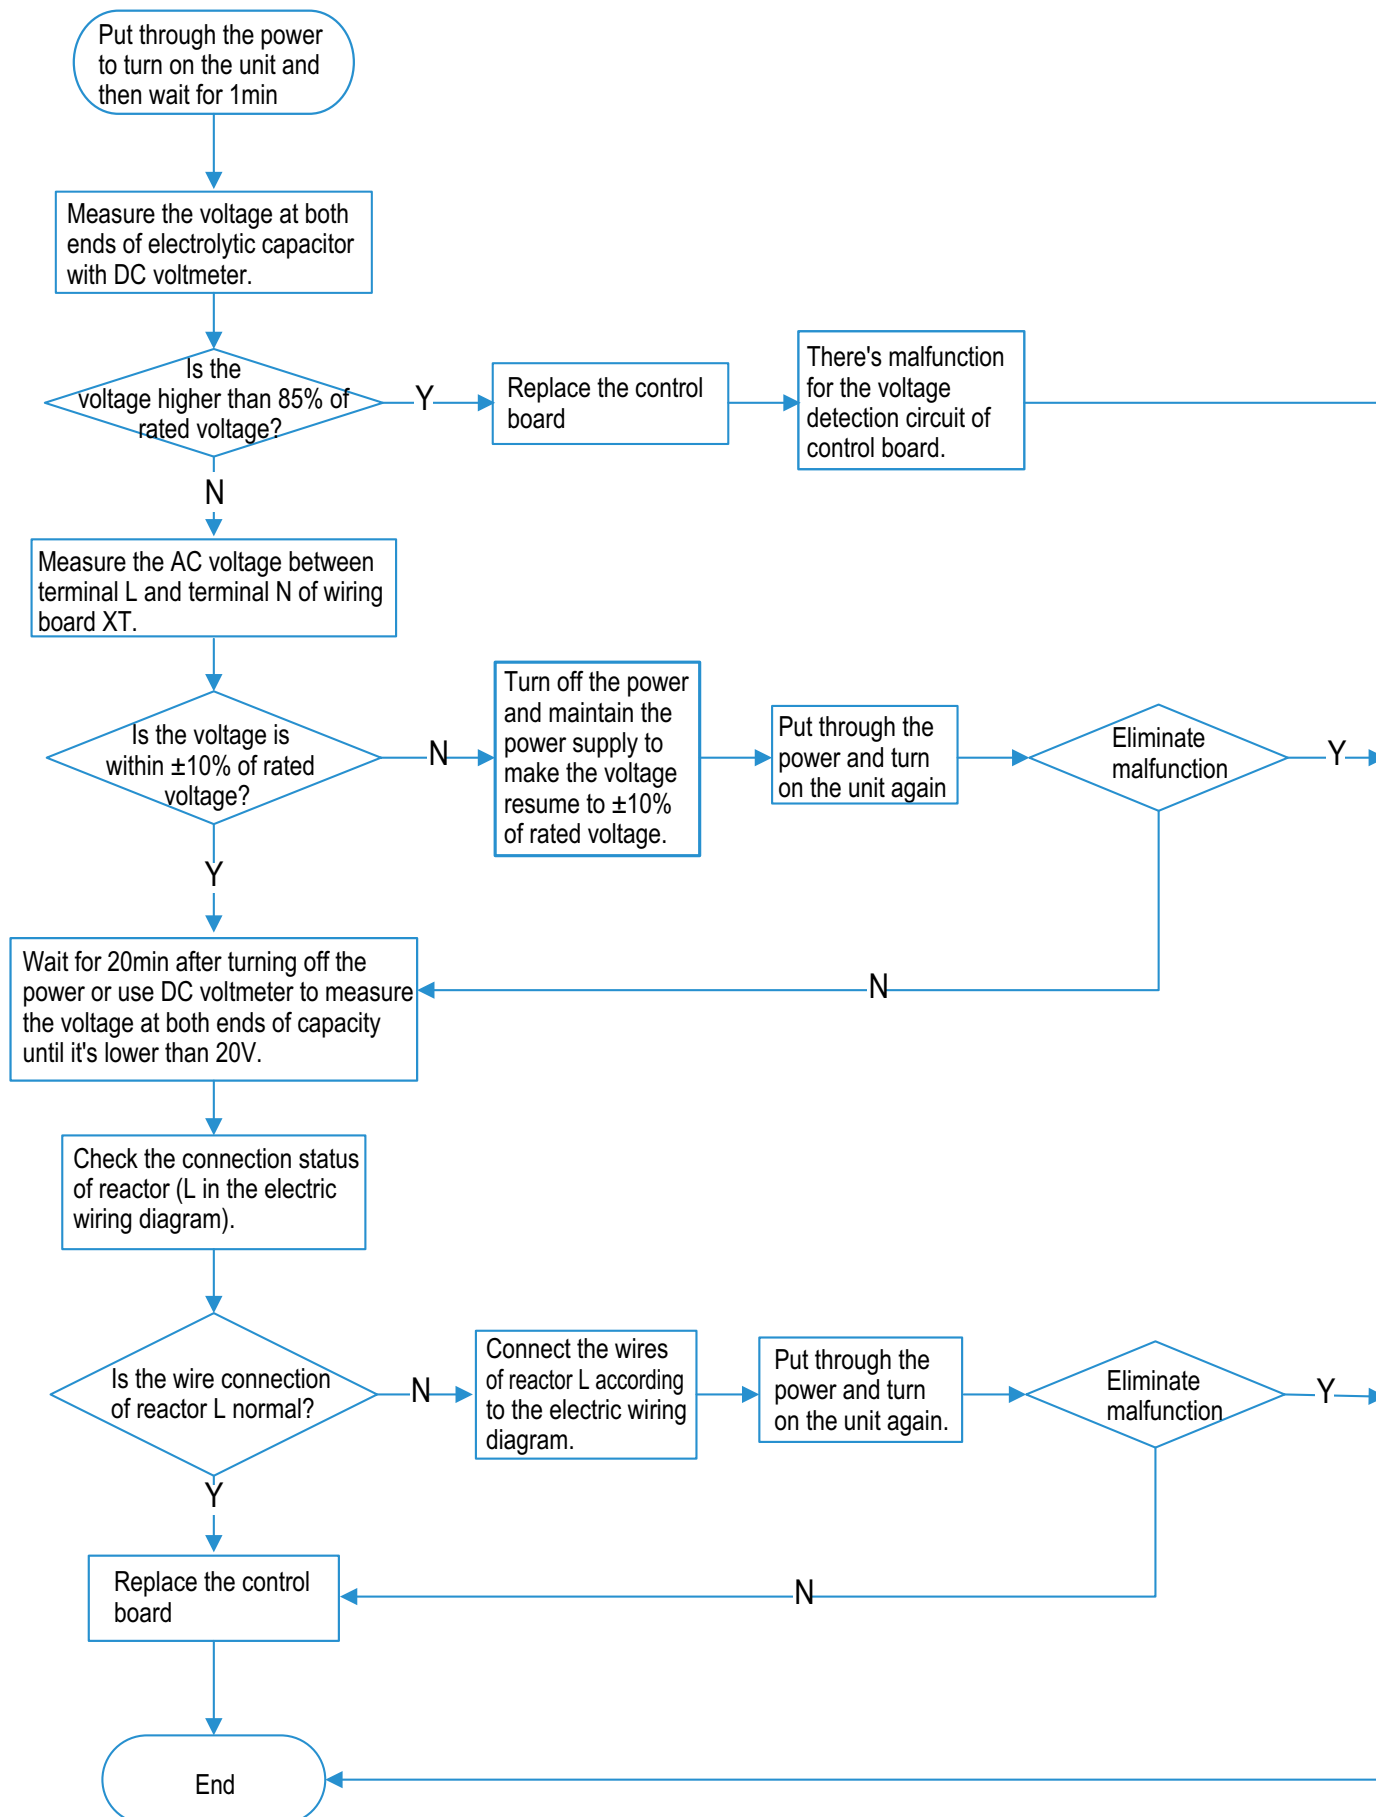 Put through the power
to turn on the unit and
then wait for 1min
Measure the voltage at both
ends of electrolytic capacitor
with DC voltmeter.
Is the
voltage higher than 85% of
rated voltage?
Y
Replace the control
board
There's malfunction
for the voltage
detection circuit of
control board.
N
Measure the AC voltage between
terminal L and terminal N of wiring
board XT.
Is the voltage is
within ±10% of rated
voltage?
N
Turn off the power
and maintain the
power supply to
make the voltage
resume to ±10%
of rated voltage.
Put through the
power and turn
on the unit again
Eliminate
malfunction
Y
Y
N
Wait for 20min after turning off the
power or use DC voltmeter to measure
the voltage at both ends of capacity
until it's lower than 20V.
Check the connection status
of reactor (L in the electric
wiring diagram).
Is the wire connection
of reactor L normal?
N
Connect the wires
of reactor L according
to the electric wiring
diagram.
Put through the
power and turn
on the unit again.
Eliminate
malfunction
Y
Y
N
Replace the control
board
End